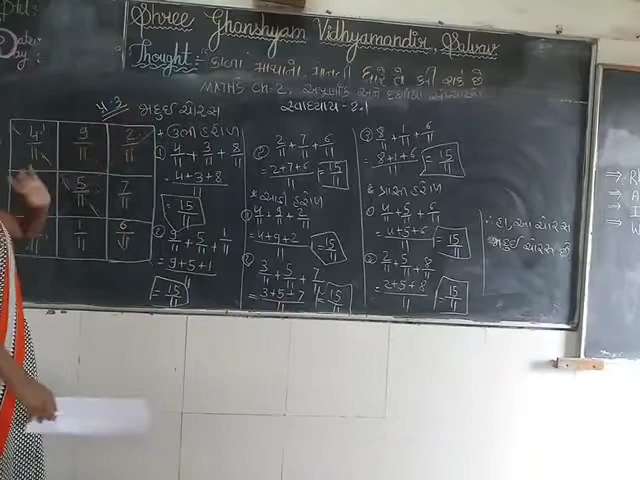 Shree Ghanshyam Vidhyamandir, Salvav
Thought :-
MATHS Ch-2,
સ્વાધ્યાય - 2.1
પ્ર.3 જાદુઈ ચોરસ
4/11 9/11 2/11
5/11 7/11
1/11 6/11
* ઊભી હરોળ
① 4/11 + 3/11 + 8/11
= 4+3+8/11
= 15/11
② 9/11 + 5/11 + 1/11
= 9+5+1/11
= 15/11
③ 2/11 + 7/11 + 6/11
= 2+7+6/11 = 15/11
* આડી હરોળ
① 4/11 + 9/11 + 2/11
= 4+9+2/11 = 15/11
② 3/11 + 5/11 + 7/11
= 3+5+7/11 = 15/11
③ 8/11 + 1/11 + 6/11
= 8+1+6/11 = 15/11
* ત્રાંસી હરોળ
① 4/11 + 5/11 + 6/11
= 4+5+6/11 = 15/11
② 2/11 + 5/11 + 8/11
= 2+5+8/11 = 15/11
∴ હા, આ ચોરસ
જાદુઈ ચોરસ છે